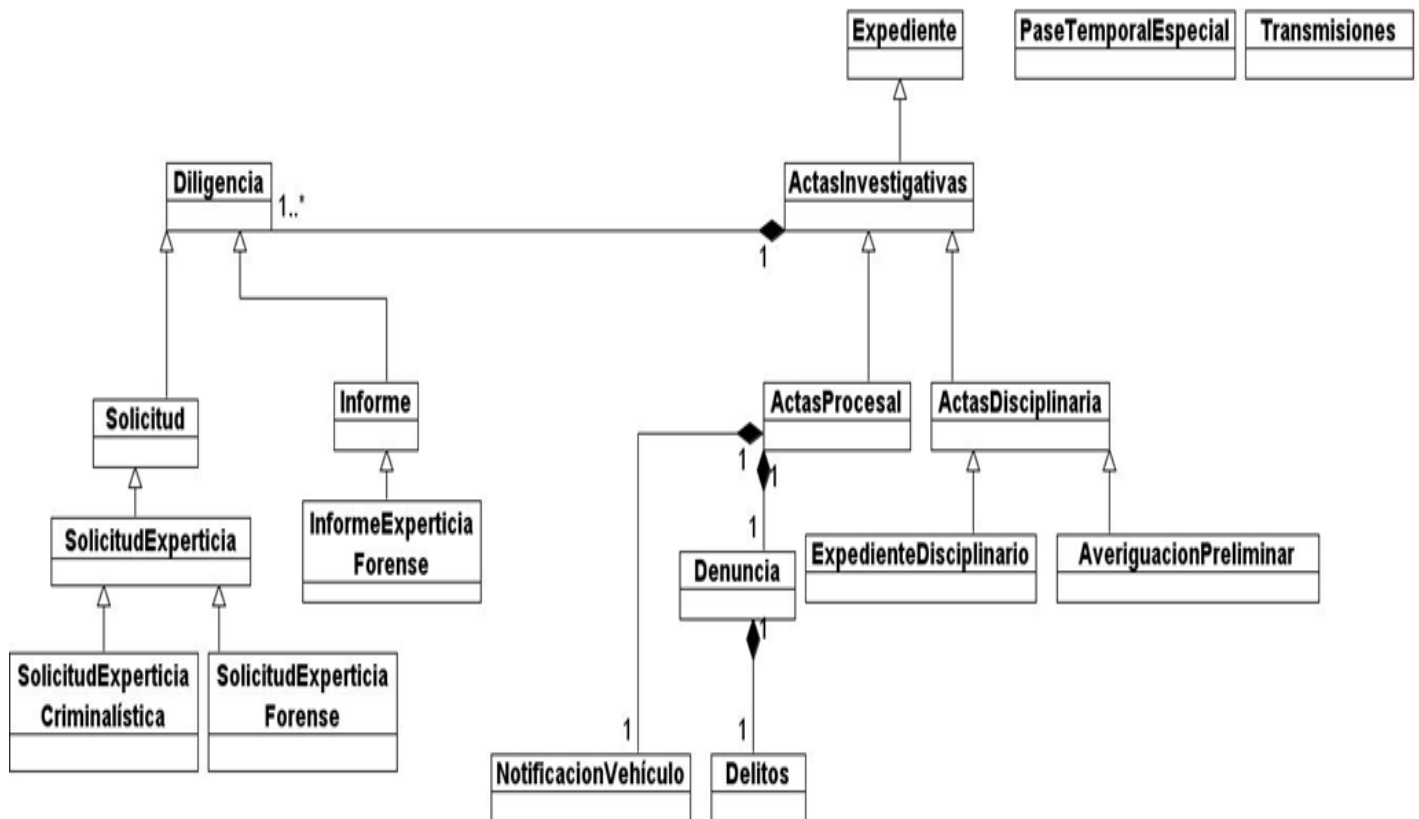 Expediente
PaseTemporalEspecial
Transmisiones
Diligencia
1..*
ActasInvestigativas
1
Solicitud
Informe
ActasProcesal
ActasDisciplinaria
1
1
SolicitudExperticia
InformeExperticia
Forense
1
Denuncia
1
ExpedienteDisciplinario
AveriguacionPreliminar
SolicitudExperticia
Criminalística
SolicitudExperticia
Forense
1
1
NotificacionVehículo
Delitos